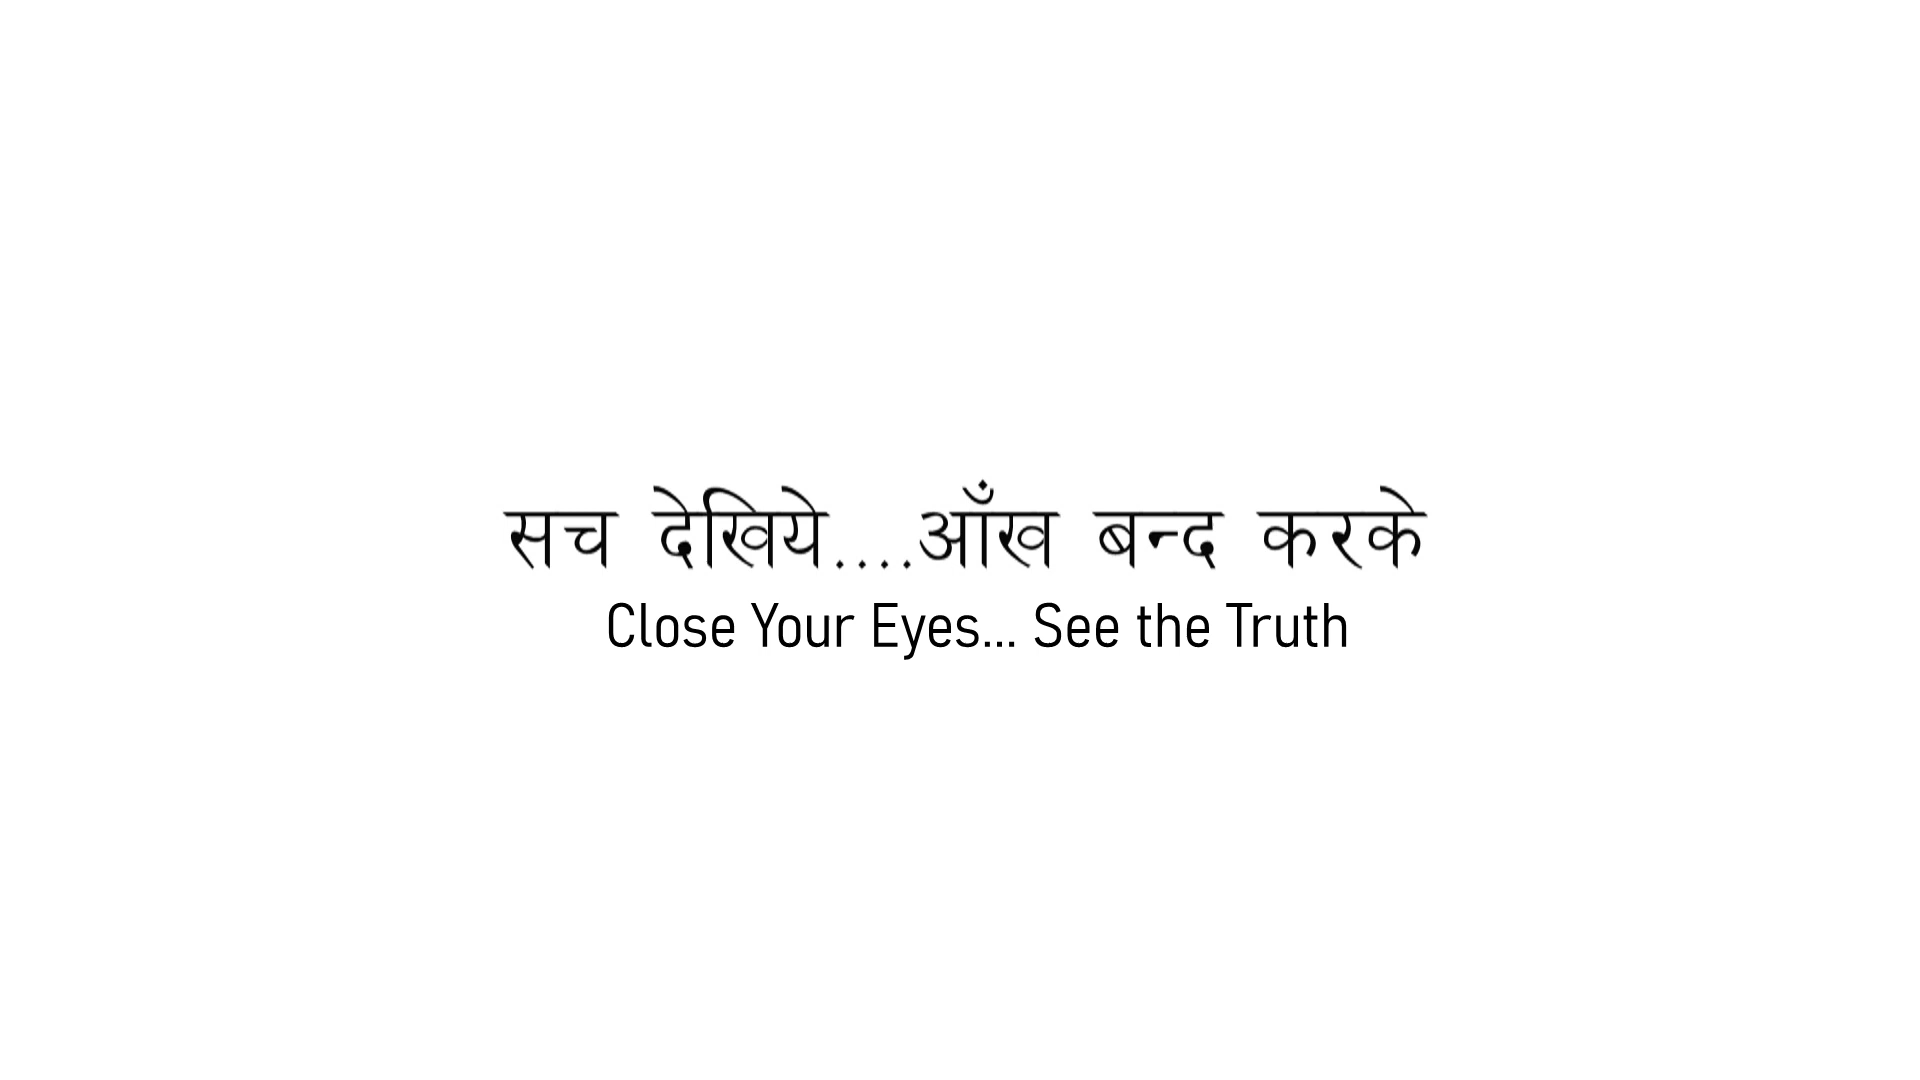 सच देखिये....आँख बन्द करके
Close Your Eyes... See the Truth